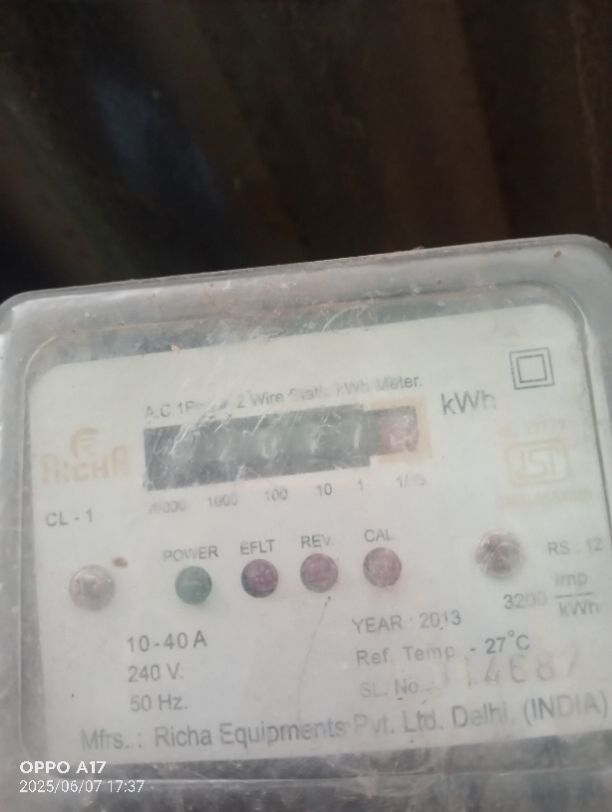 A.C. 2 Wire Static kWh Meter.
kWh
RICHA
CL - 1
1000 100 10 1 1/10
POWER EFLT REV. CAL
RS : 12
3200 imp/kWh
10-40 A
240 V.
50 Hz.
YEAR : 2013
Ref. Temp. - 27°C
SL. No.
Mfrs. : Richa Equipments Pvt. Ltd. Delhi. (INDIA)
OPPO A17
2025/06/07 17:37